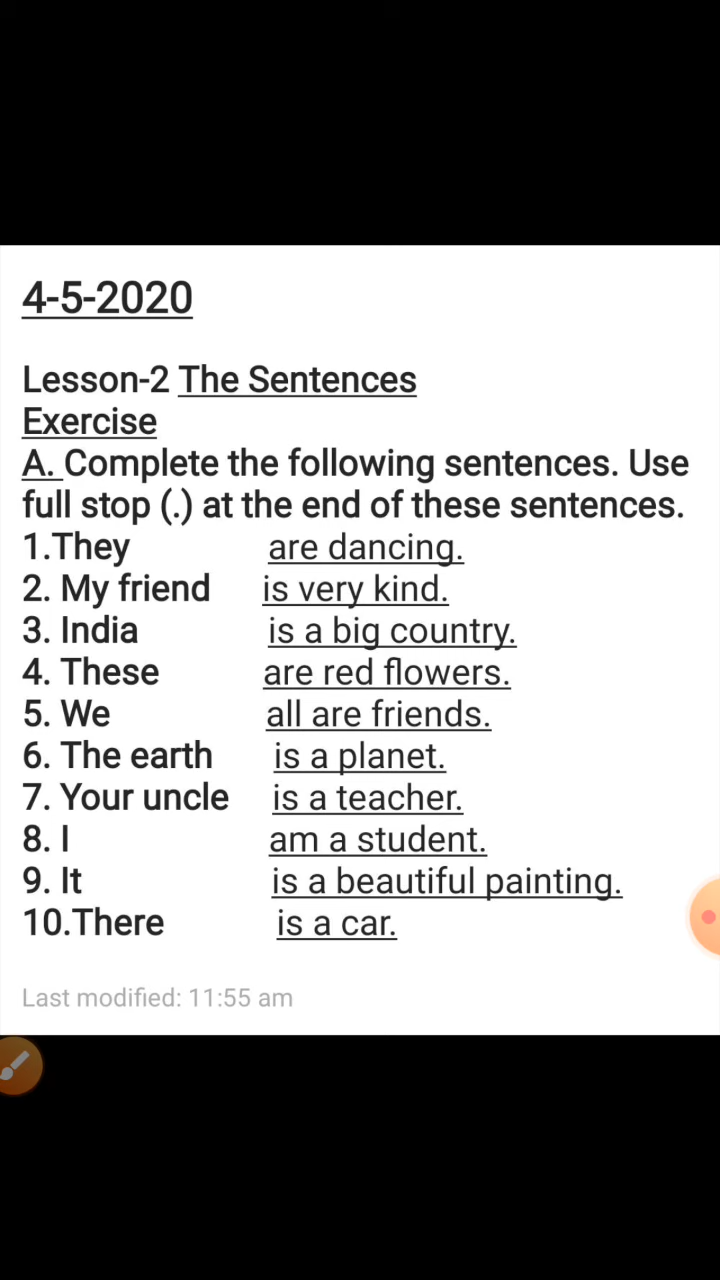 4-5-2020
Lesson-2 The Sentences
Exercise
A. Complete the following sentences. Use
full stop (.) at the end of these sentences.
1.They are dancing.
2. My friend is very kind.
3. India is a big country.
4. These are red flowers.
5. We all are friends.
6. The earth is a planet.
7. Your uncle is a teacher.
8. I am a student.
9. It is a beautiful painting.
10.There is a car.
Last modified: 11:55 am